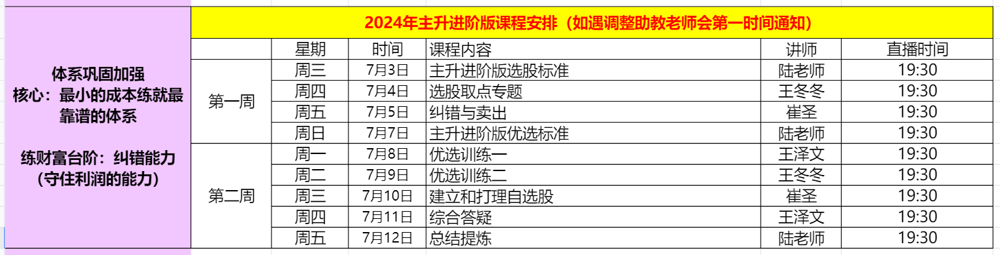 2024年主升进阶版课程安排（如遇调整助教老师会第一时间通知）
体系巩固加强
核心：最小的成本练就最
靠谱的体系
练财富台阶：纠错能力
（守住利润的能力）
星期 时间 课程内容 讲师 直播时间
第一周
周三 7月3日 主升进阶版选股标准 陆老师 19:30
周四 7月4日 选股取点专题 王冬冬 19:30
周五 7月5日 纠错与卖出 崔圣 19:30
周日 7月7日 主升进阶版优选标准 陆老师 19:30
第二周
周一 7月8日 优选训练一 王泽文 19:30
周二 7月9日 优选训练二 王冬冬 19:30
周三 7月10日 建立和打理自选股 崔圣 19:30
周四 7月11日 综合答疑 王泽文 19:30
周五 7月12日 总结提炼 陆老师 19:30